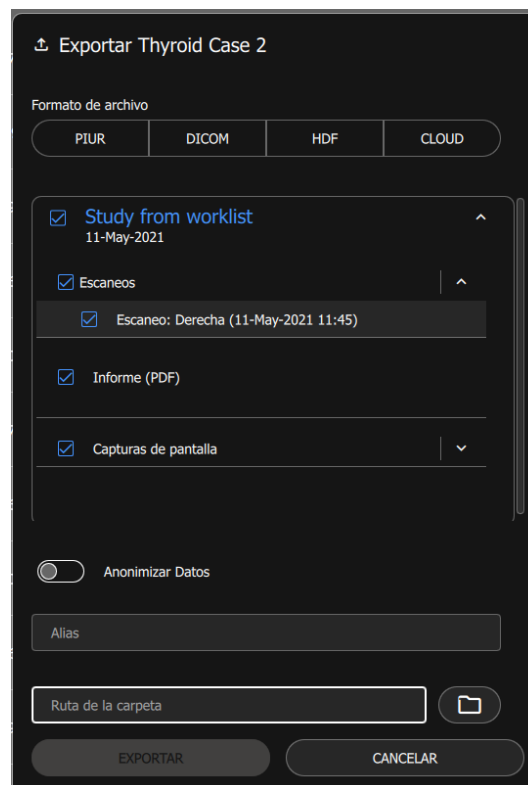 Exportar Thyroid Case 2
Formato de archivo
PIUR DICOM HDF CLOUD
Study from worklist
11-May-2021
Escaneos
Escaneo: Derecha (11-May-2021 11:45)
Informe (PDF)
Capturas de pantalla
Anonimizar Datos
Alias
Ruta de la carpeta
EXPORTAR CANCELAR